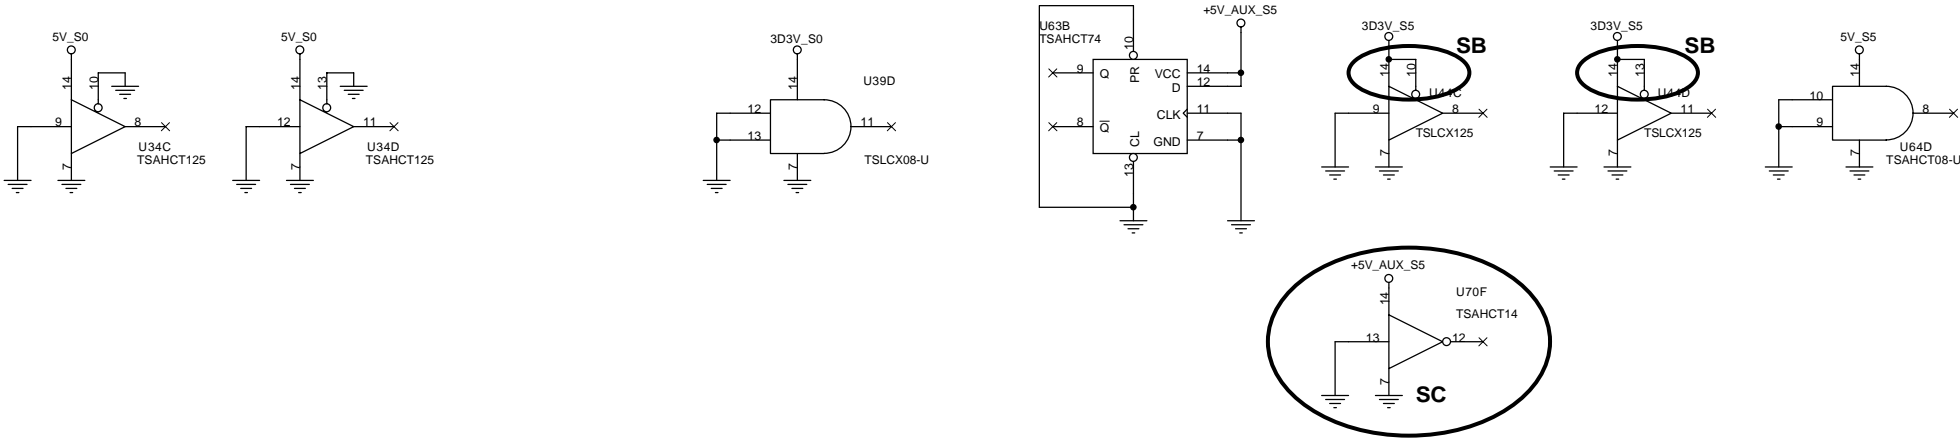 5V_S0
14
10
9
8
7
U34C
TSAHCT125
5V_S0
14
13
12
11
7
U34D
TSAHCT125
3D3V_S0
14
U39D
12
13
11
7
TSLCX08-U
U63B
TSAHCT74
+5V_AUX_S5
10
9
Q
PR
VCC
14
D
12
CLK
11
8
Q
CL
GND
7
13
3D3V_S5
SB
14
10
U44C
9
8
TSLCX125
7
3D3V_S5
SB
14
13
U44D
12
11
TSLCX125
7
5V_S5
14
10
9
8
7
U64D
TSAHCT08-U
+5V_AUX_S5
14
U70F
TSAHCT14
13
12
7
SC